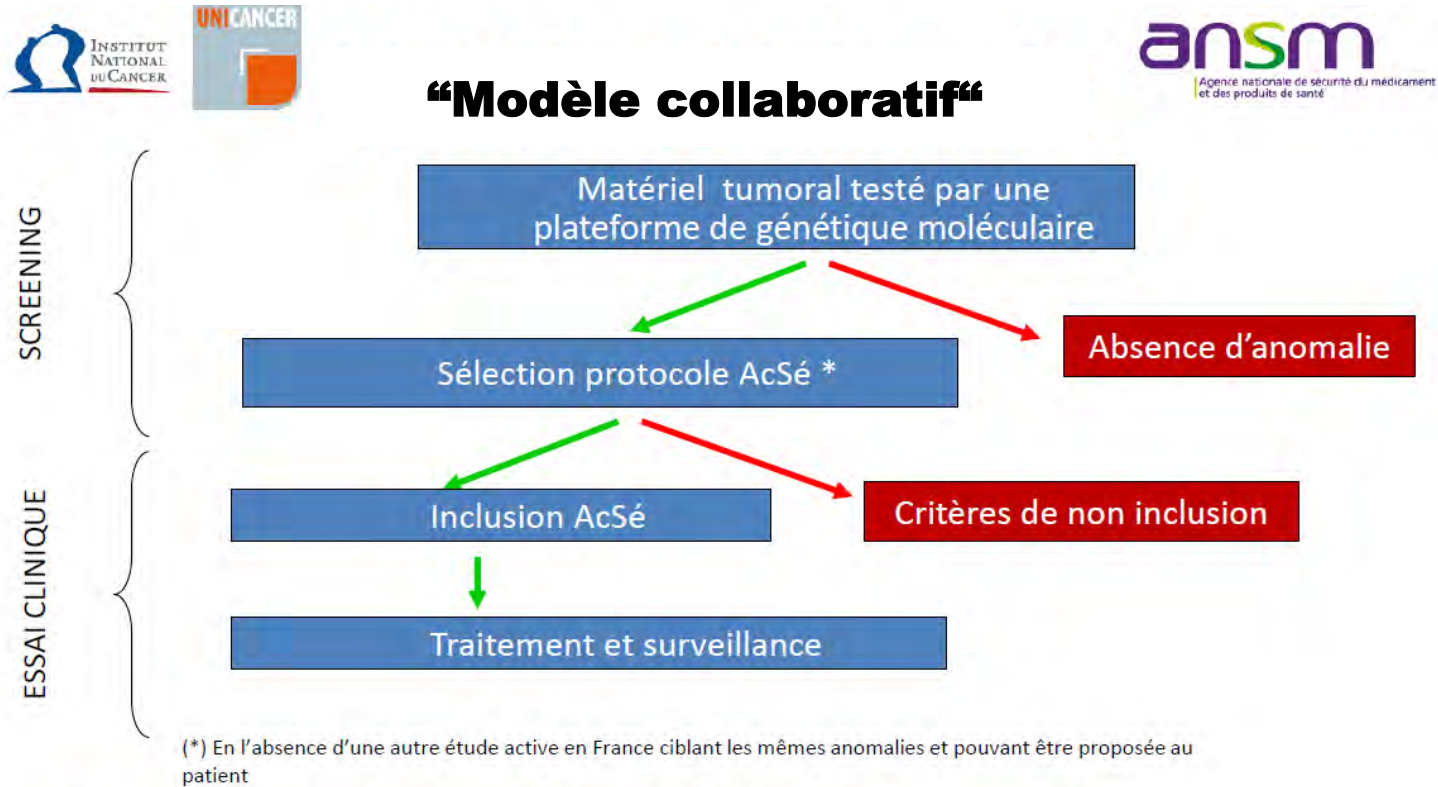 INSTITUT
NATIONAL
DU CANCER
UNICANCER
ansm
Agence nationale de sécurité du médicament
et des produits de santé
“Modèle collaboratif“
SCREENING
Matériel tumoral testé par une
plateforme de génétique moléculaire
Absence d’anomalie
Sélection protocole AcSé *
ESSAI CLINIQUE
Inclusion AcSé
Critères de non inclusion
Traitement et surveillance
(*) En l’absence d’une autre étude active en France ciblant les mêmes anomalies et pouvant être proposée au
patient